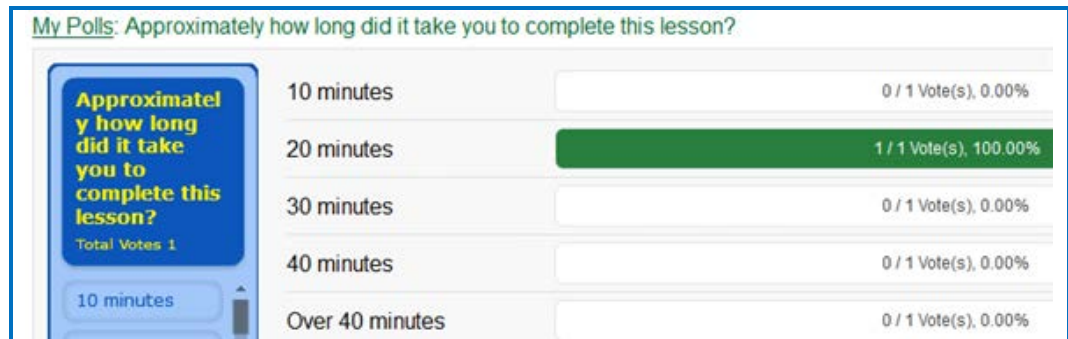 My Polls: Approximately how long did it take you to complete this lesson?
Approximatel
y how long
did it take
you to
complete this
lesson?
Total Votes 1
10 minutes
10 minutes 0 / 1 Vote(s), 0.00%
20 minutes 1 / 1 Vote(s), 100.00%
30 minutes 0 / 1 Vote(s), 0.00%
40 minutes 0 / 1 Vote(s), 0.00%
Over 40 minutes 0 / 1 Vote(s), 0.00%